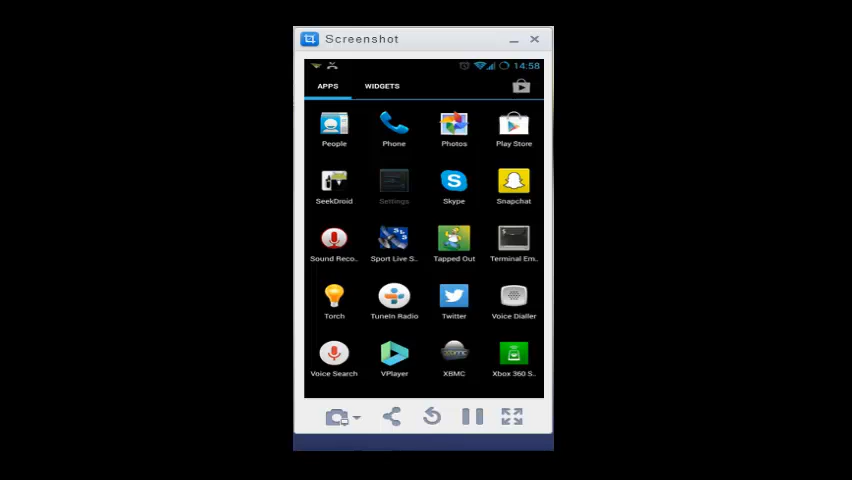 Screenshot
14:58
APPS WIDGETS
People Phone Photos Play Store
SeekDroid Settings Skype Snapchat
Sound Reco.. Sport Live S.. Tapped Out Terminal Em..
Torch TuneIn Radio Twitter Voice Dialler
Voice Search VPlayer XBMC Xbox 360 S..